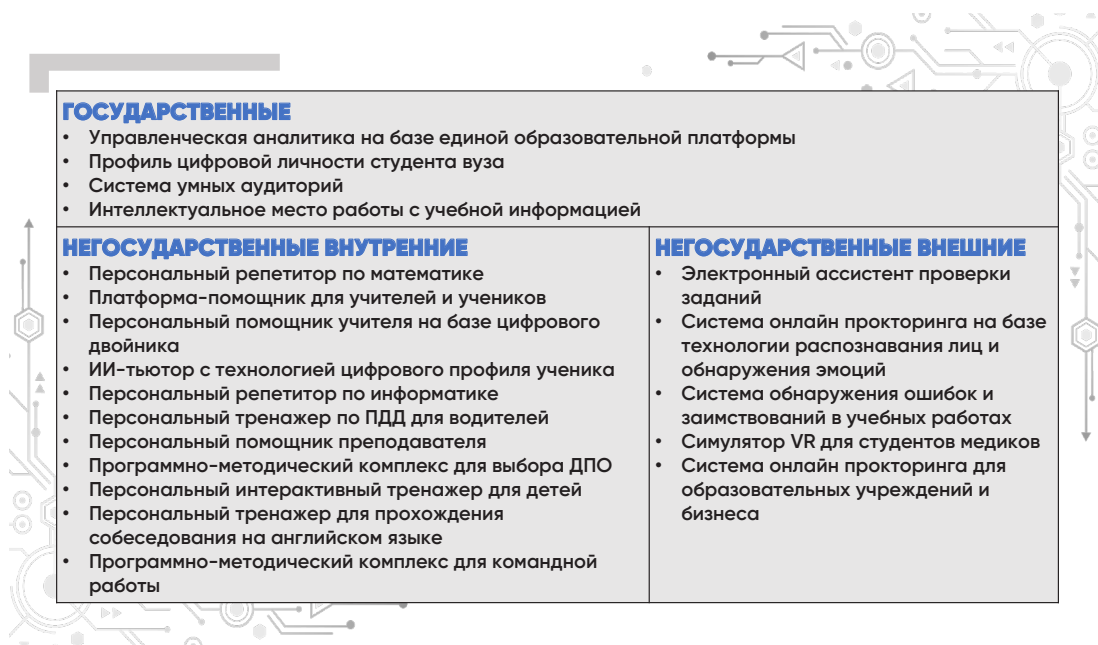 ГОСУДАРСТВЕННЫЕ
• Управленческая аналитика на базе единой образовательной платформы
• Профиль цифровой личности студента вуза
• Система умных аудиторий
• Интеллектуальное место работы с учебной информацией
НЕГОСУДАРСТВЕННЫЕ ВНУТРЕННИЕ
• Персональный репетитор по математике
• Платформа-помощник для учителей и учеников
• Персональный помощник учителя на базе цифрового
двойника
• ИИ-тьютор с технологией цифрового профиля ученика
• Персональный репетитор по информатике
• Персональный тренажер по ПДД для водителей
• Персональный помощник преподавателя
• Программно-методический комплекс для выбора ДПО
• Персональный интерактивный тренажер для детей
• Персональный тренажер для прохождения
собеседования на английском языке
• Программно-методический комплекс для командной
работы
НЕГОСУДАРСТВЕННЫЕ ВНЕШНИЕ
• Электронный ассистент проверки
заданий
• Система онлайн прокторинга на базе
технологии распознавания лиц и
обнаружения эмоций
• Система обнаружения ошибок и
заимствований в учебных работах
• Симулятор VR для студентов медиков
• Система онлайн прокторинга для
образовательных учреждений и
бизнеса